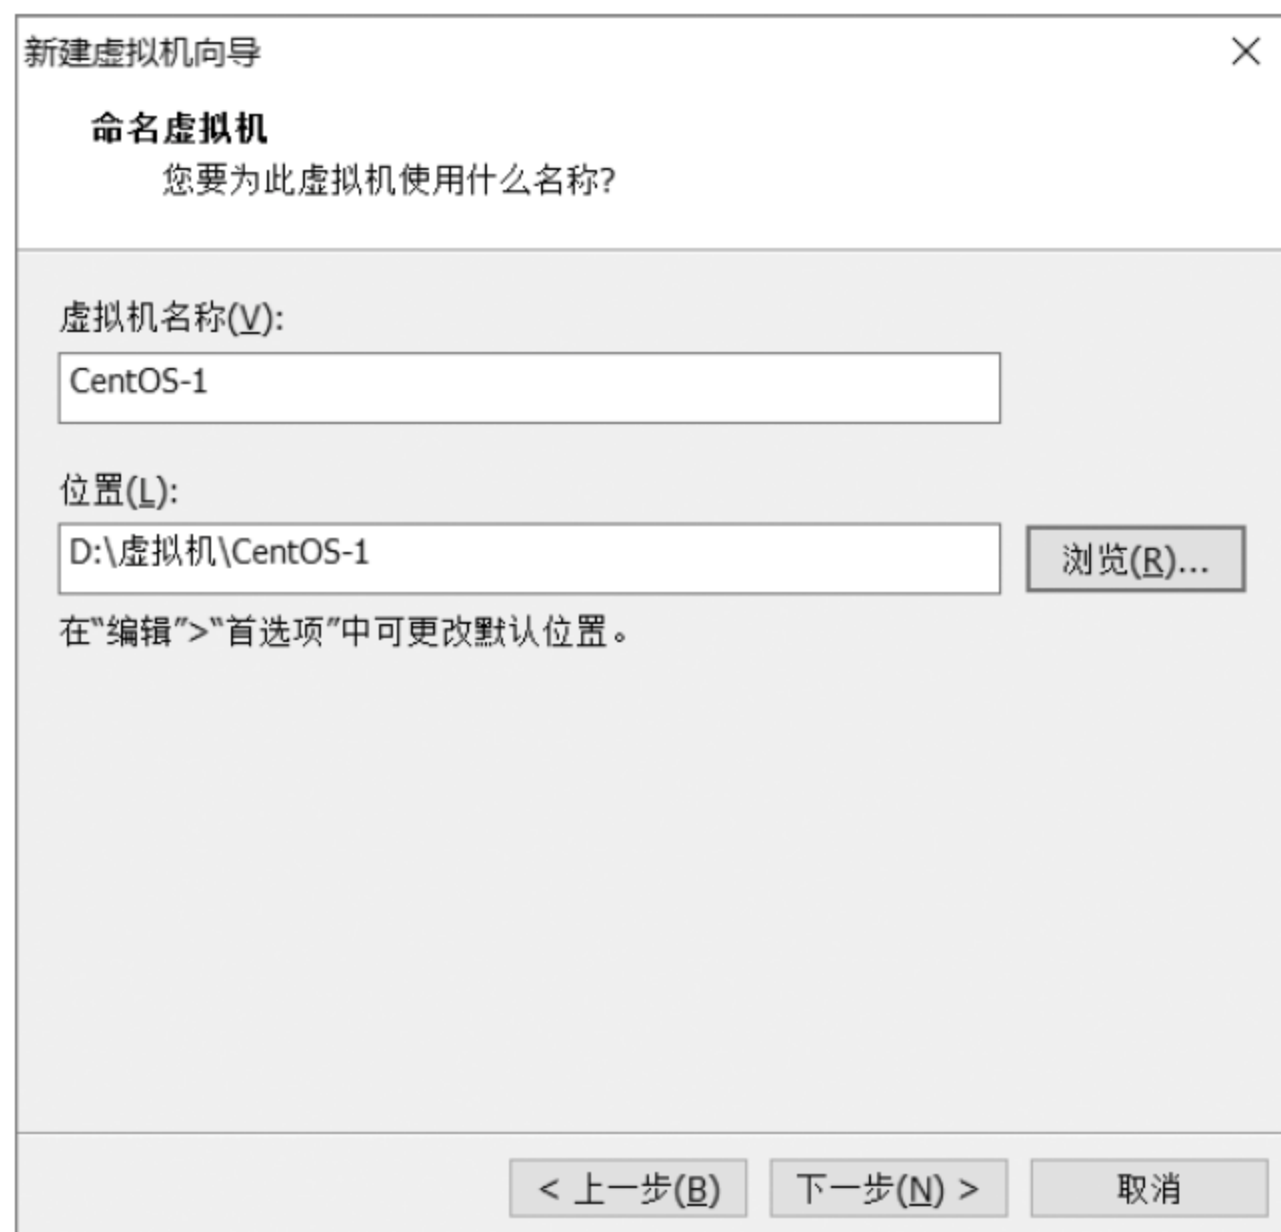 新建虚拟机向导
命名虚拟机
您要为此虚拟机使用什么名称?
虚拟机名称(V):
CentOS-1
位置(L):
D:\虚拟机\CentOS-1
浏览(R)...
在“编辑”>“首选项”中可更改默认位置。
< 上一步(B) 下一步(N) > 取消